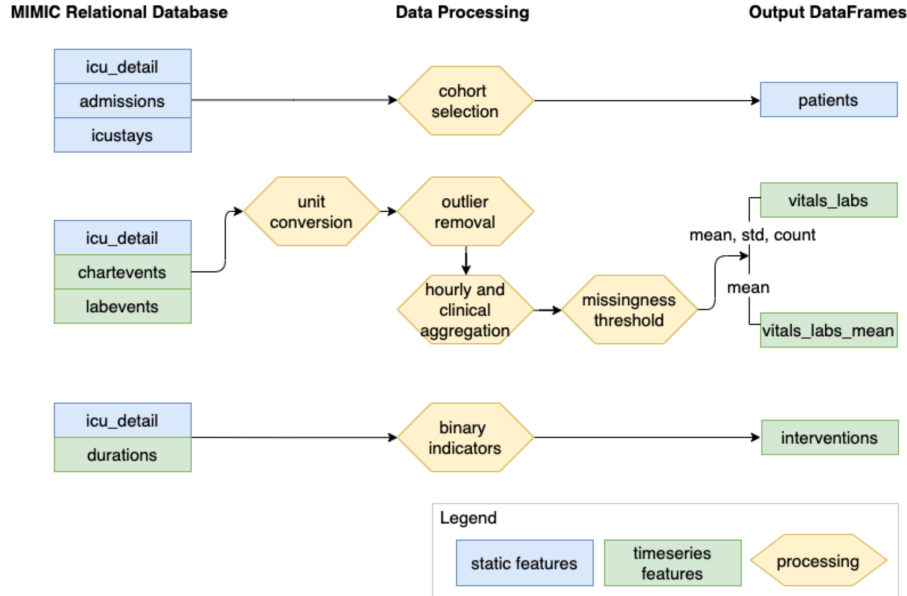 MIMIC Relational Database
Data Processing
Output DataFrames
icu_detail
admissions
icustays
cohort
selection
patients
icu_detail
chartevents
labevents
unit
conversion
outlier
removal
hourly and
clinical
aggregation
missingness
threshold
vitals_labs
mean, std, count
mean
vitals_labs_mean
icu_detail
durations
binary
indicators
interventions
Legend
static features
timeseries
features
processing